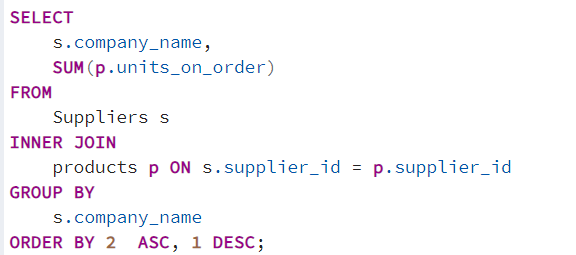 SELECT
    s.company_name,
    SUM(p.units_on_order)
FROM
    Suppliers s
INNER JOIN
    products p ON s.supplier_id = p.supplier_id
GROUP BY
    s.company_name
ORDER BY 2  ASC, 1 DESC;